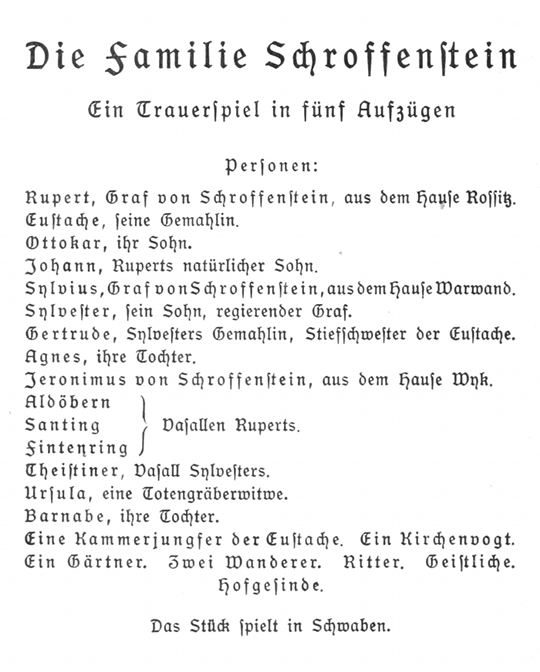 Die Familie Schroffenstein
Ein Trauerspiel in fünf Aufzügen
Personen:
Rupert, Graf von Schroffenstein, aus dem Hause Rossitz.
Eustache, seine Gemahlin.
Ottokar, ihr Sohn.
Johann, Ruperts natürlicher Sohn.
Sylvius, Graf von Schroffenstein, aus dem Hause Warwand.
Sylvester, sein Sohn, regierender Graf.
Gertrude, Sylvesters Gemahlin, Stiefschwester der Eustache.
Agnes, ihre Tochter.
Jeronimus von Schroffenstein, aus dem Hause Wyk.
Aldöbern
Santing } Vasallen Ruperts.
Fintenring
Theistiner, Vasall Sylvesters.
Ursula, eine Totengräberwitwe.
Barnabe, ihre Tochter.
Eine Kammerjungfer der Eustache. Ein Kirchenvogt.
Ein Gärtner. Zwei Wanderer. Ritter. Geistliche.
Hofgesinde.
Das Stück spielt in Schwaben.